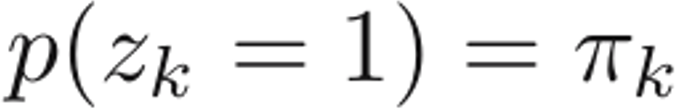 p(z_k = 1) = π_k